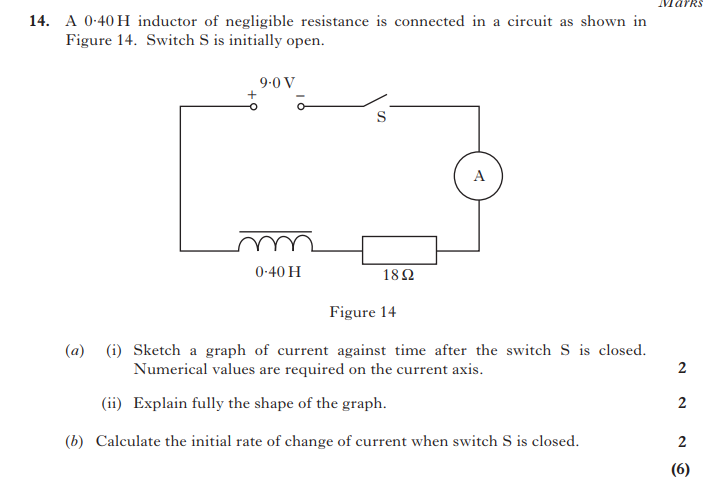 Marks
14. A 0·40 H inductor of negligible resistance is connected in a circuit as shown in
Figure 14. Switch S is initially open.
9·0 V
+ −
S
A
0·40 H
18 Ω
Figure 14
(a) (i) Sketch a graph of current against time after the switch S is closed.
Numerical values are required on the current axis. 2
(ii) Explain fully the shape of the graph. 2
(b) Calculate the initial rate of change of current when switch S is closed. 2
(6)